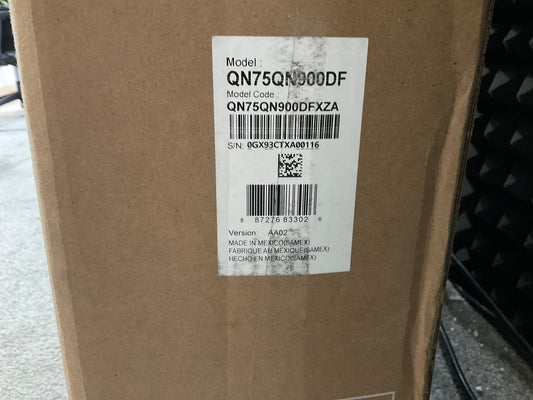 Model :
QN75QN900DF
Model Code :
QN75QN900DFXZA
S/N: 0GX93CTXA00116
8 87276 83302 6
Version: AA02
MADE IN MEXICO(SAMEX)
FABRIQUE AU MEXIQUE(SAMEX)
HECHO EN MEXICO(SAMEX)